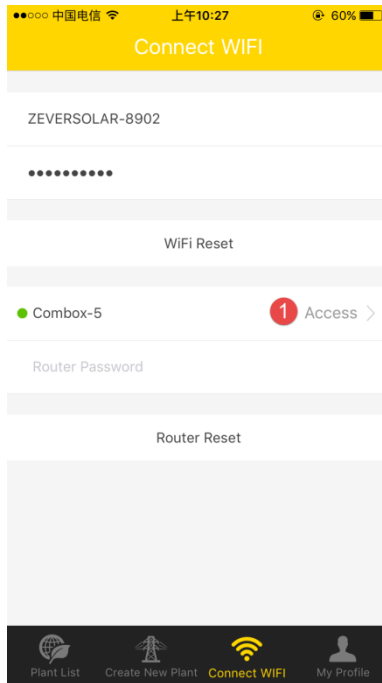 中国电信 上午10:27 60%
Connect WIFI
ZEVERSOLAR-8902
••••••••••
WiFi Reset
Combox-5 1 Access >
Router Password
Router Reset
Plant List Create New Plant Connect WIFI My Profile